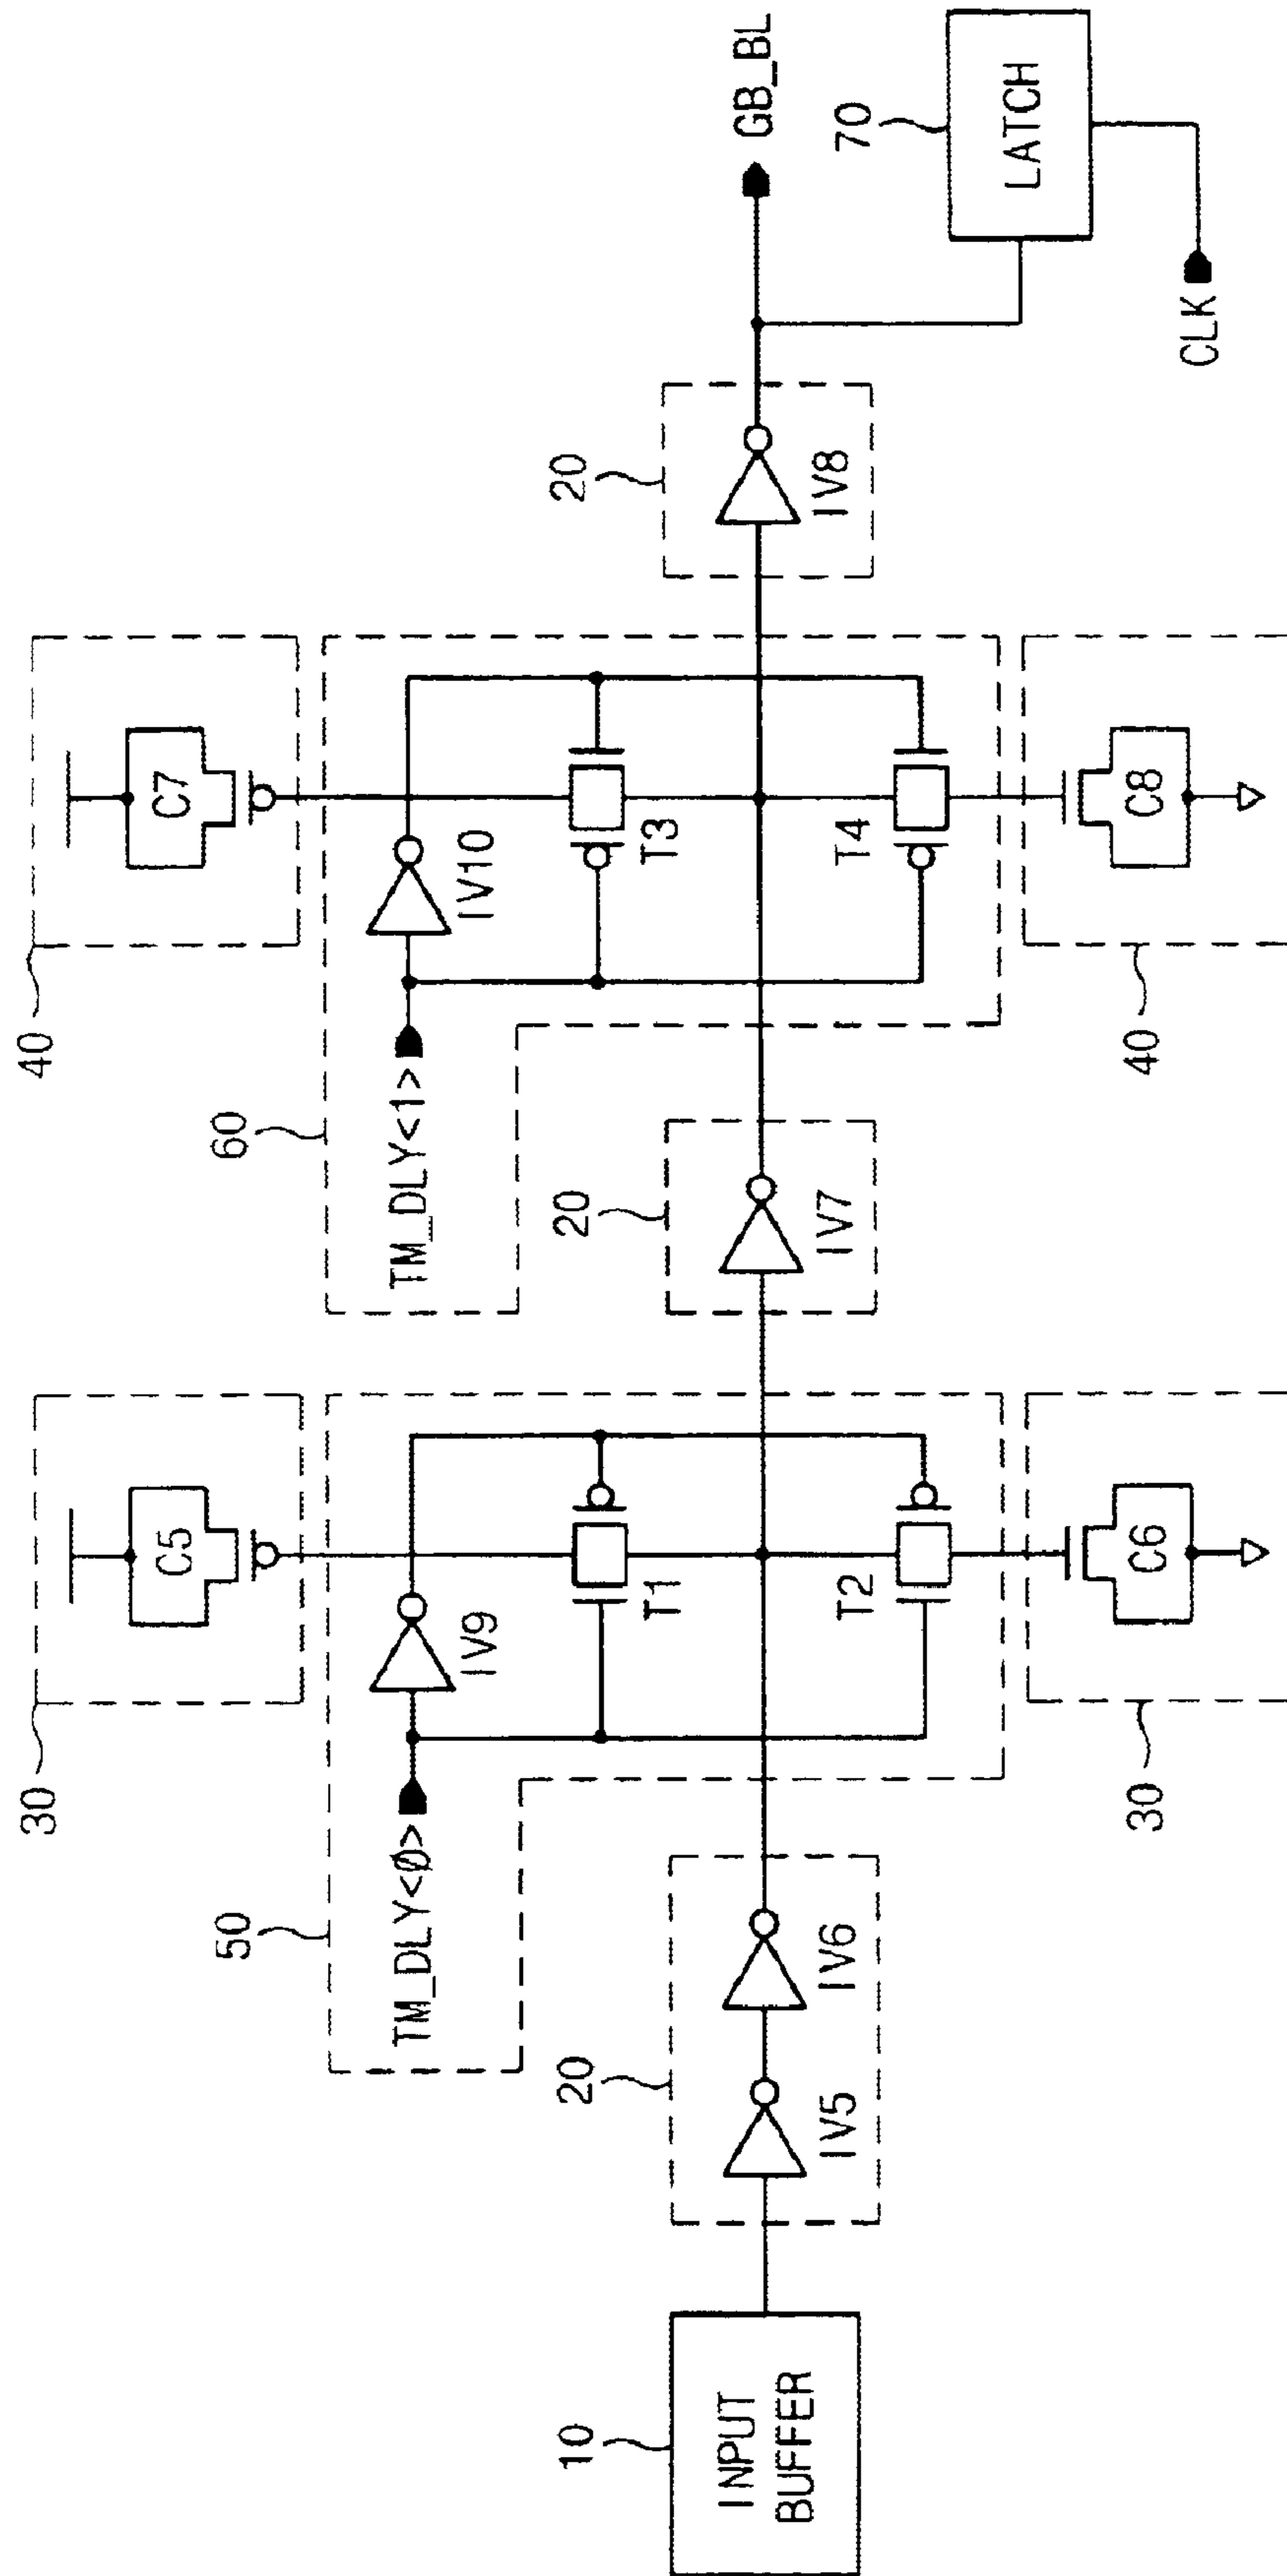 30
C5
50
TM_DLY<0>
IV9
T1
T2
30
C6
10
INPUT
BUFFER
20
IV5
IV6
20
IV7
40
C7
60
TM_DLY<1>
IV10
T3
T4
40
C8
20
IV8
GB_BL
70
LATCH
CLK